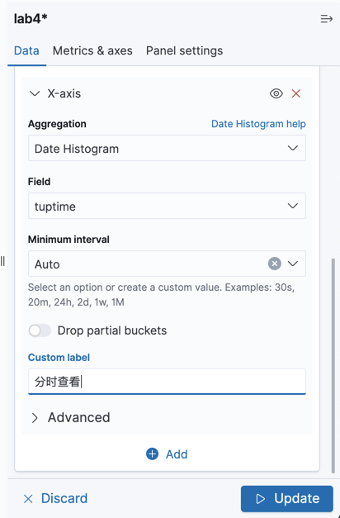 lab4*
Data Metrics & axes Panel settings
X-axis
Aggregation Date Histogram help
Date Histogram
Field
tuptime
Minimum interval
Auto
Select an option or create a custom value. Examples: 30s,
20m, 24h, 2d, 1w, 1M
Drop partial buckets
Custom label
分时查看
Advanced
Add
Discard Update